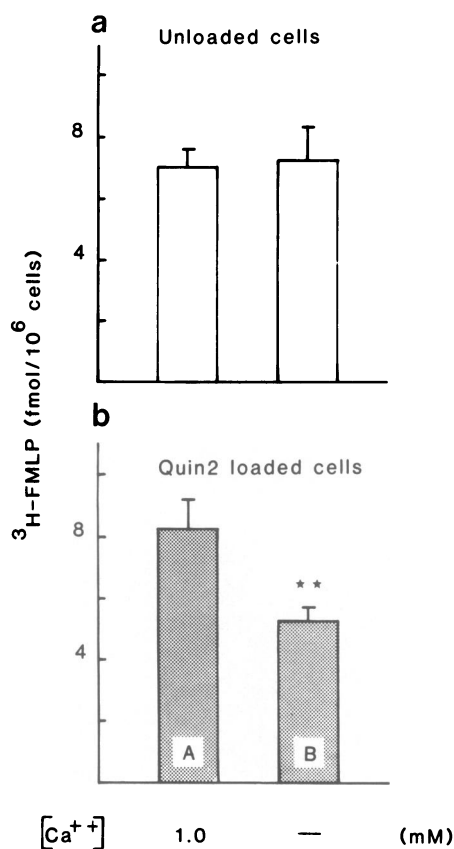 a
Unloaded cells
8
4
³H-FMLP (fmol/10⁶ cells)
b
Quin2 loaded cells
8
4
**
A
B
[Ca⁺⁺] 1.0 — (mM)